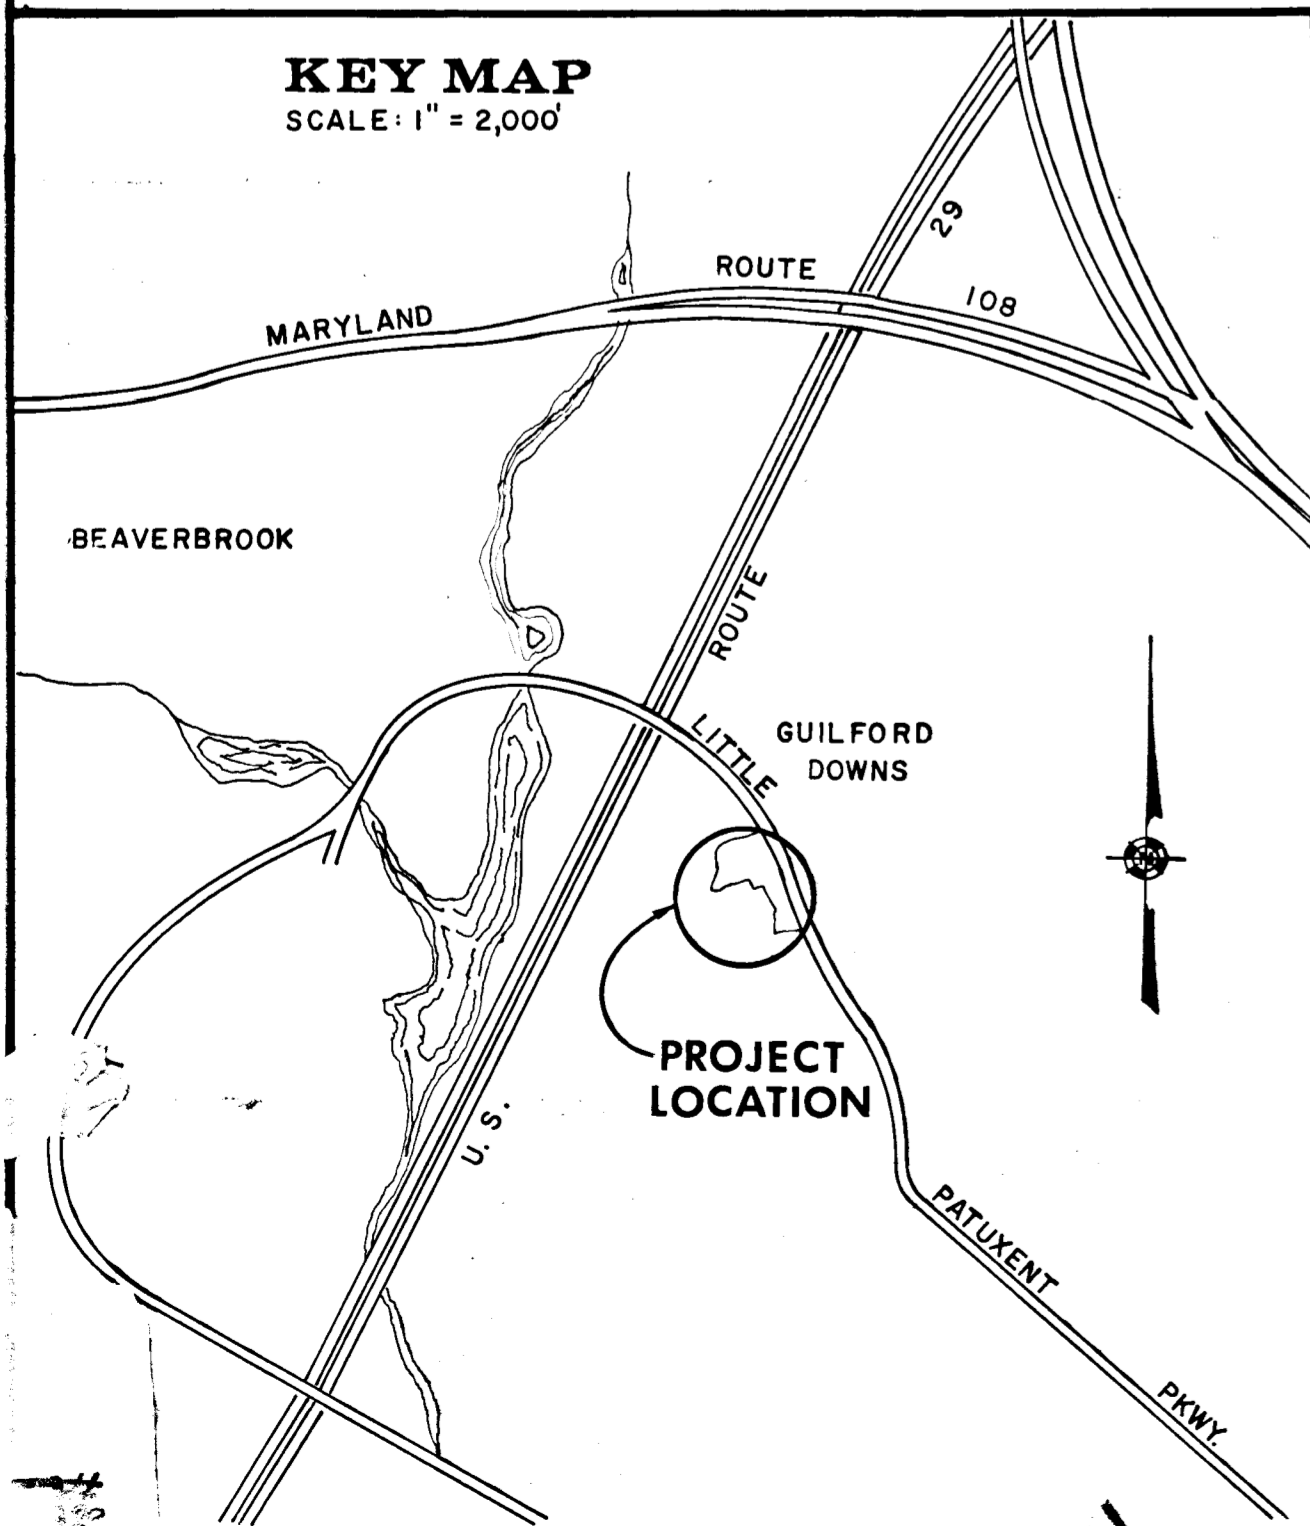 KEY MAP
SCALE: 1" = 2,000'
29
ROUTE
108
MARYLAND
BEAVERBROOK
ROUTE
LITTLE
GUILFORD
DOWNS
N
PROJECT
LOCATION
U. S.
PATUXENT
PKWY.